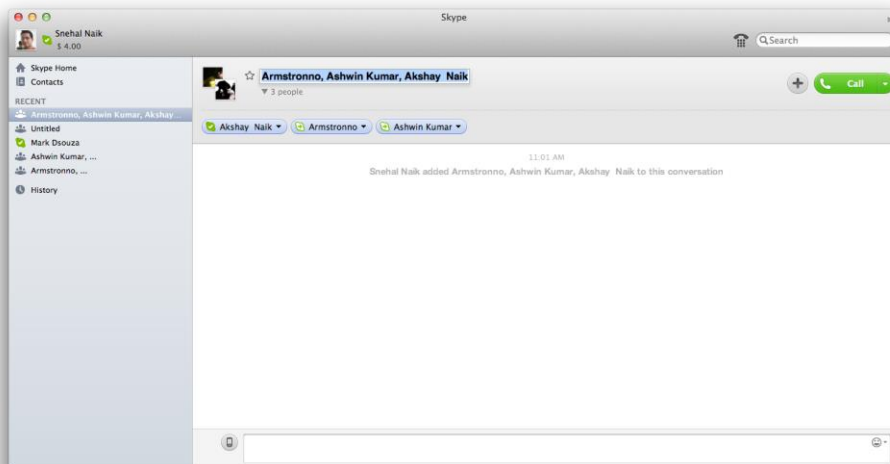 Skype
Snehal Naik
$ 4.00
Search
Skype Home
Contacts
RECENT
Armstronno, Ashwin Kumar, Akshay...
Untitled
Mark Dsouza
Ashwin Kumar, ...
Armstronno, ...
History
Armstronno, Ashwin Kumar, Akshay Naik
3 people
Call
Akshay Naik
Armstronno
Ashwin Kumar
11:01 AM
Snehal Naik added Armstronno, Ashwin Kumar, Akshay Naik to this conversation